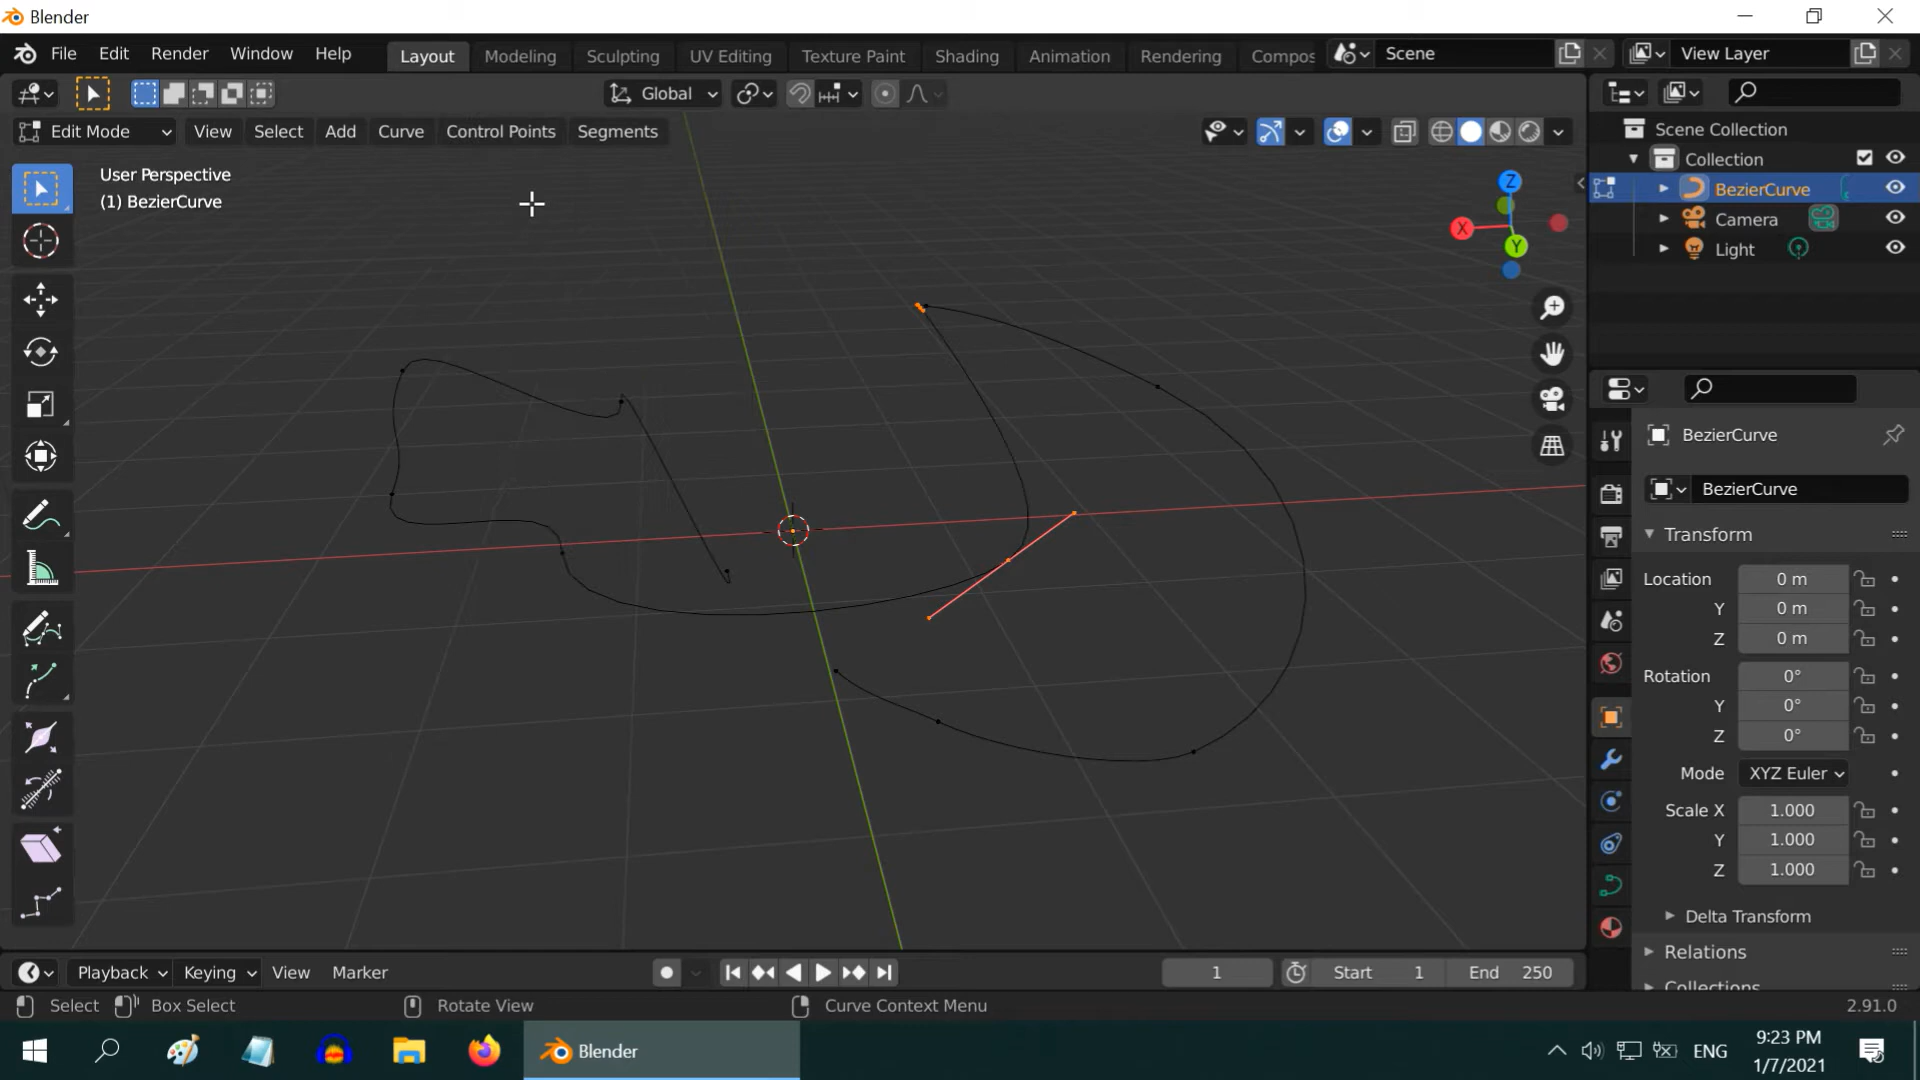 Blender
File Edit Render Window Help
Layout Modeling Sculpting UV Editing Texture Paint Shading Animation Rendering Compos
Scene
View Layer
Global
Edit Mode View Select Add Curve Control Points Segments
User Perspective
(1) BezierCurve
Z
X
Y
Scene Collection
Collection
BezierCurve
Camera
Light
BezierCurve
BezierCurve
Transform
Location 0 m
Y 0 m
Z 0 m
Rotation 0°
Y 0°
Z 0°
Mode XYZ Euler
Scale X 1.000
Y 1.000
Z 1.000
Delta Transform
Relations
Collections
Playback Keying View Marker
1
Start 1
End 250
Select Box Select Rotate View Curve Context Menu 2.91.0
Blender
ENG
9:23 PM
1/7/2021